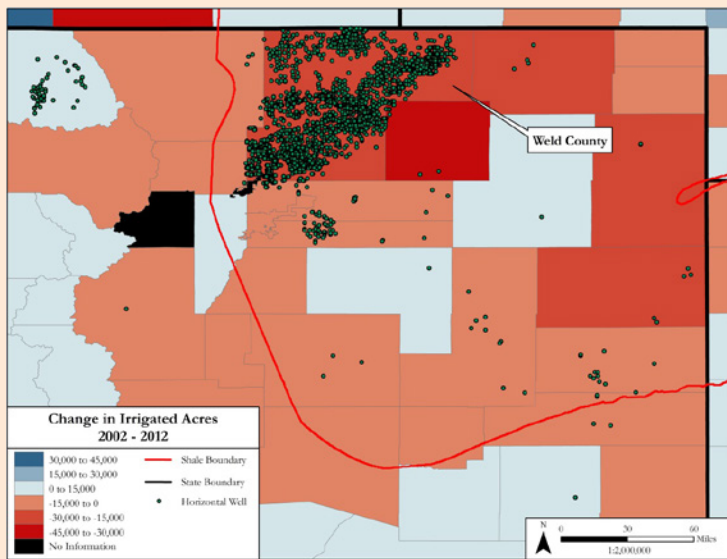 Weld County
Change in Irrigated Acres
2002 - 2012
30,000 to 45,000
15,000 to 30,000
0 to 15,000
-15,000 to 0
-30,000 to -15,000
-45,000 to -30,000
No Information
Shale Boundary
State Boundary
Horizontal Well
N
0 30 60
Miles
1:2,000,000